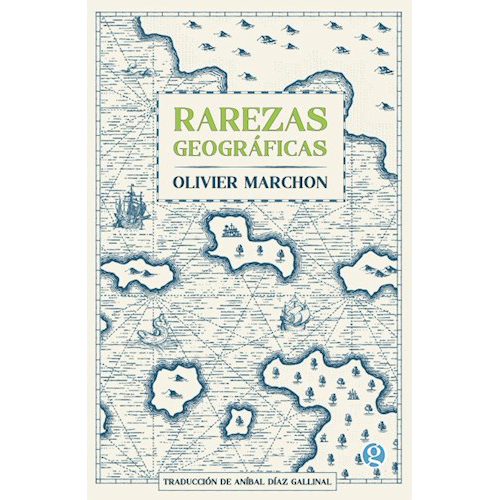 RAREZAS
GEOGRÁFICAS
OLIVIER MARCHON
g
TRADUCCIÓN DE ANÍBAL DÍAZ GALLINAL